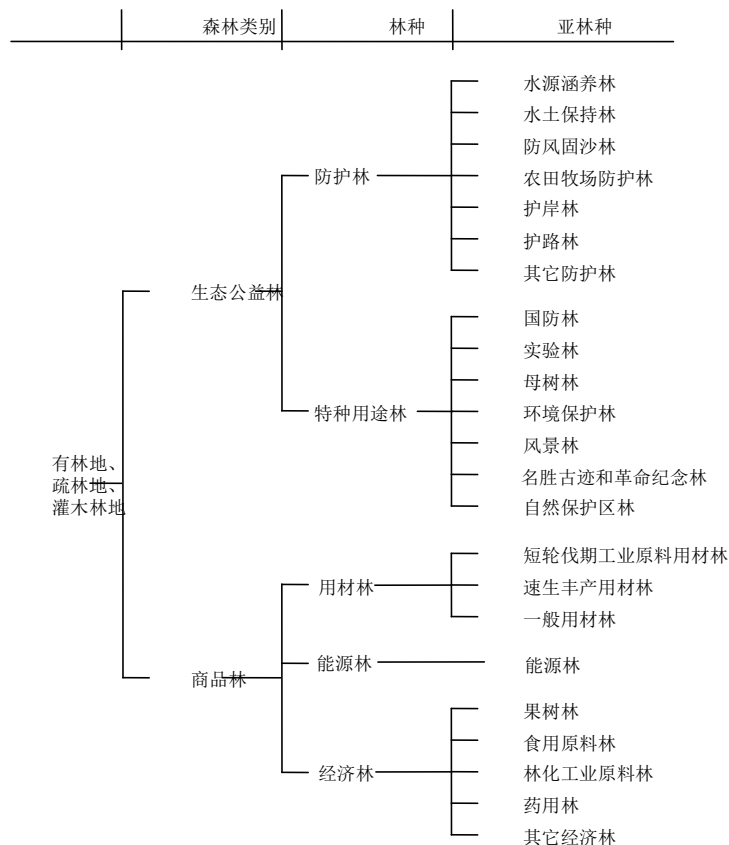 森林类别 林种 亚林种
水源涵养林
水土保持林
防风固沙林
防护林 农田牧场防护林
护岸林
护路林
其它防护林
生态公益林
国防林
实验林
母树林
特种用途林 环境保护林
风景林
名胜古迹和革命纪念林
自然保护区林
有林地、
疏林地、
灌木林地
短轮伐期工业原料用材林
用材林 速生丰产用材林
一般用材林
能源林 能源林
商品林
果树林
食用原料林
经济林 林化工业原料林
药用林
其它经济林